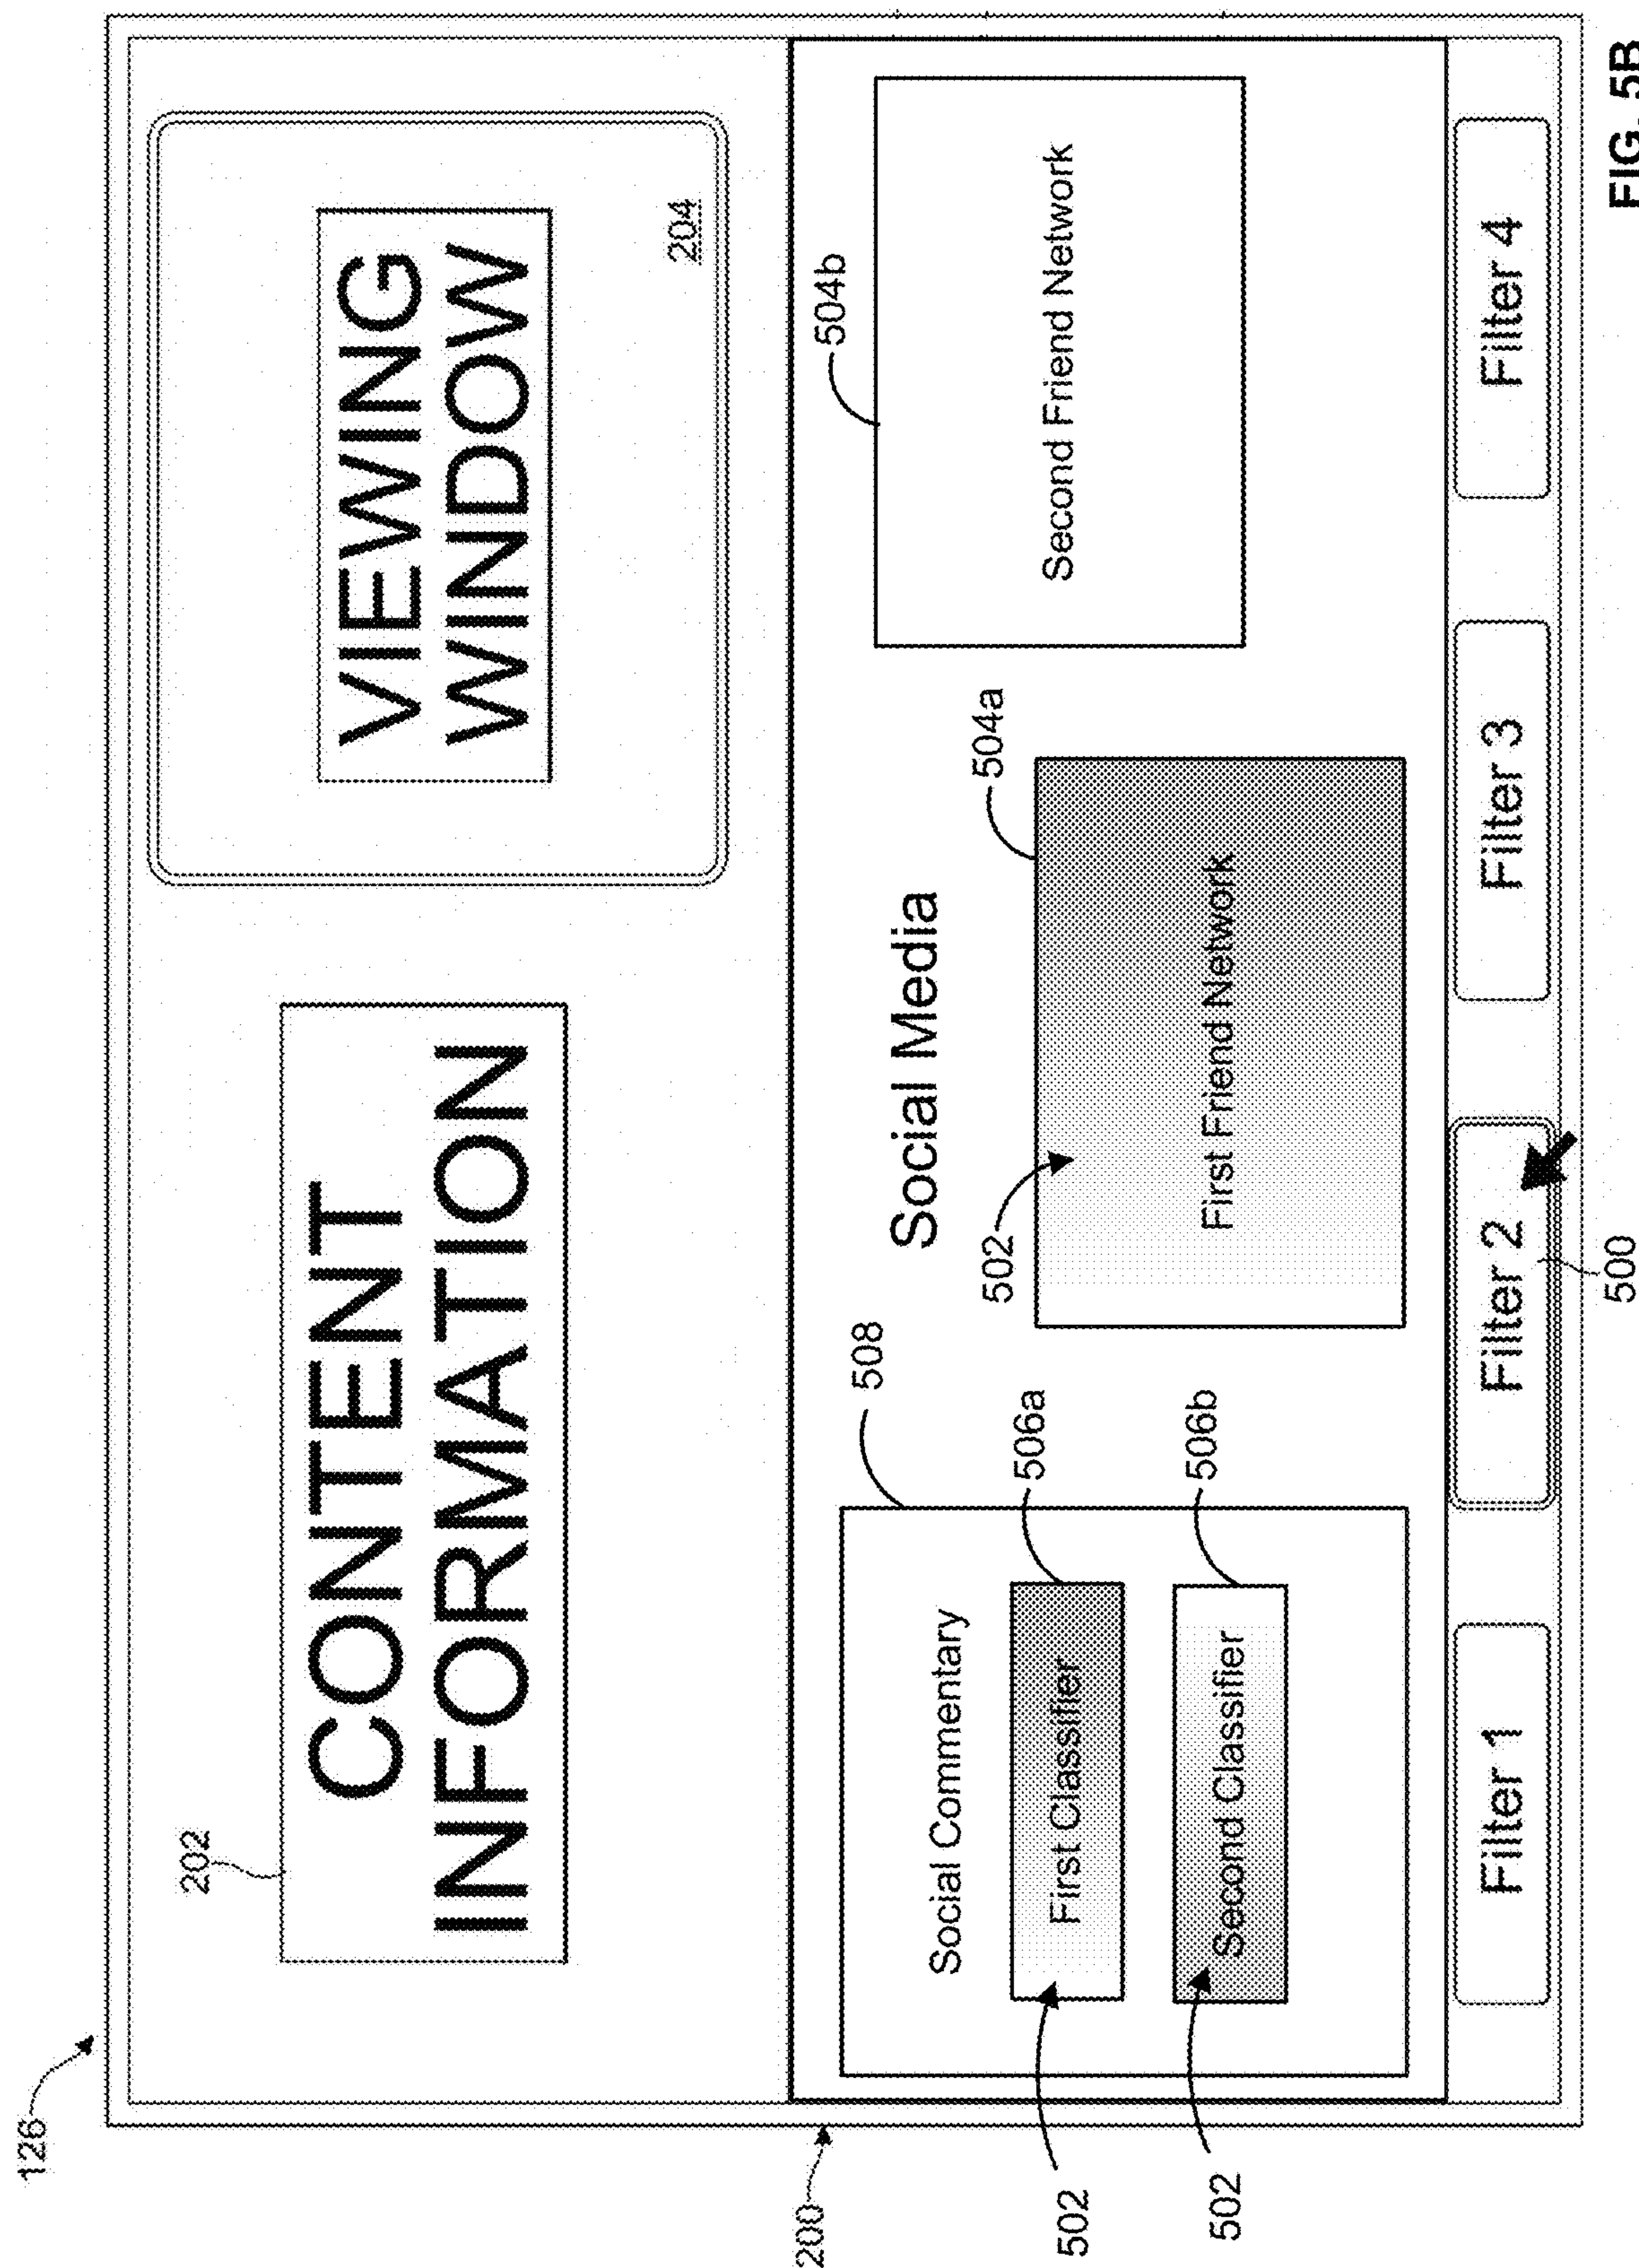 126
200
202
CONTENT
INFORMATION
VIEWING
WINDOW
204
Social Media
508
Social Commentary
First Classifier
506a
Second Classifier
506b
502
502
502
First Friend Network
504a
Second Friend Network
504b
Filter 1
Filter 2
Filter 3
Filter 4
500
FIG. 5B